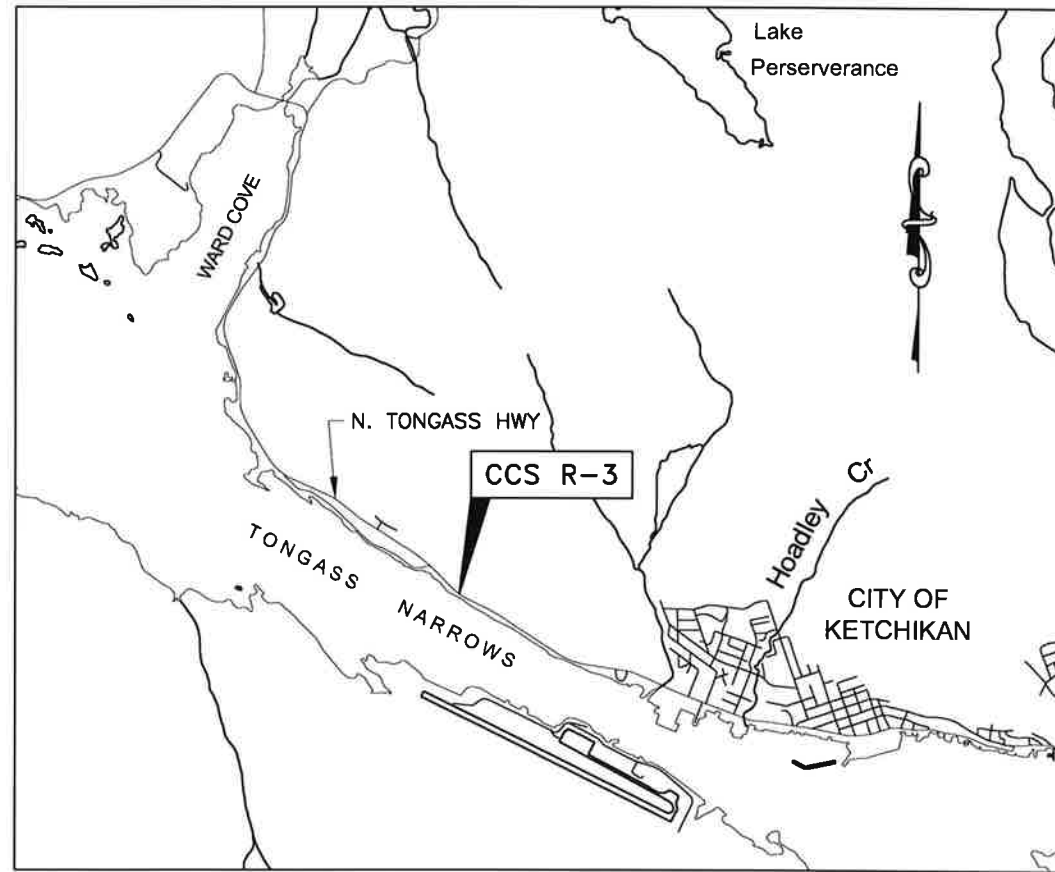 Lake
Perserverance
WARD COVE
N. TONGASS HWY
CCS R-3
TONGASS NARROWS
Hoadley Cr
CITY OF
KETCHIKAN